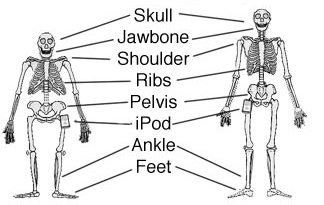 Skull
Jawbone
Shoulder
Ribs
Pelvis
iPod
Ankle
Feet